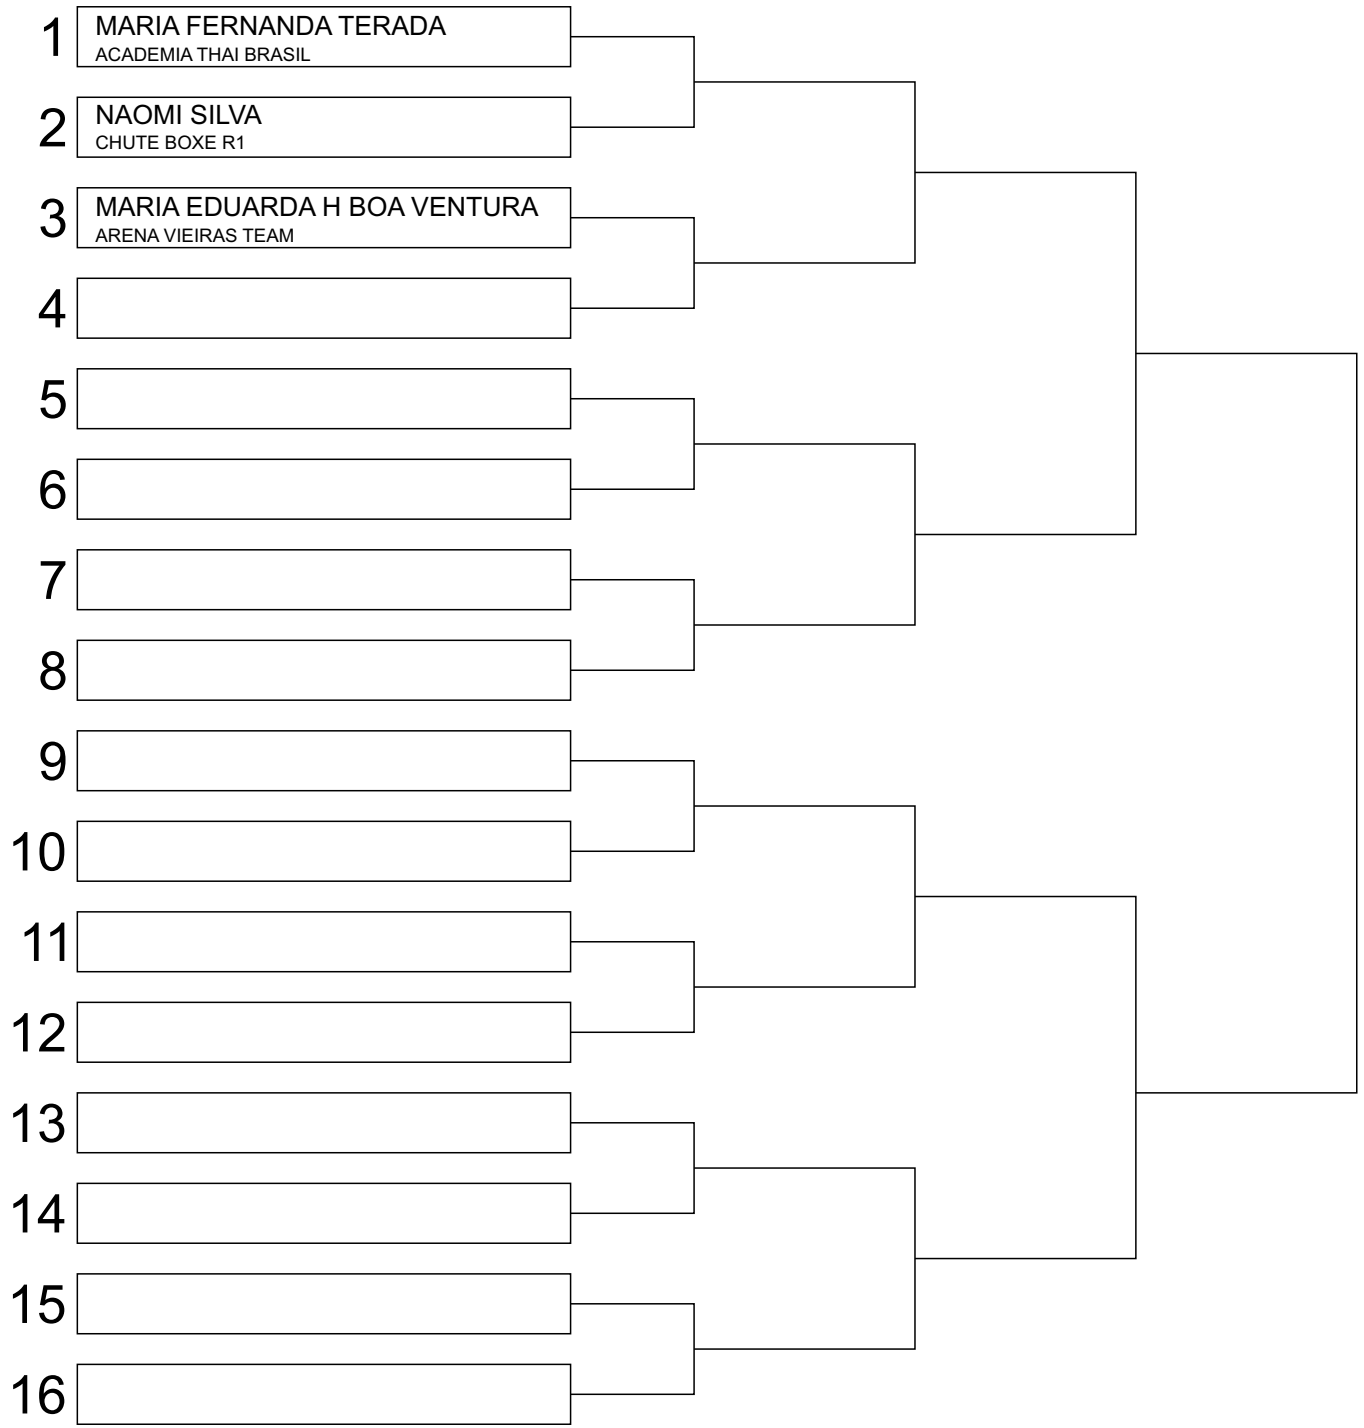 1
MARIA FERNANDA TERADA
ACADEMIA THAI BRASIL
2
NAOMI SILVA
CHUTE BOXE R1
3
MARIA EDUARDA H BOA VENTURA
ARENA VIEIRAS TEAM
4
5
6
7
8
9
10
11
12
13
14
15
16